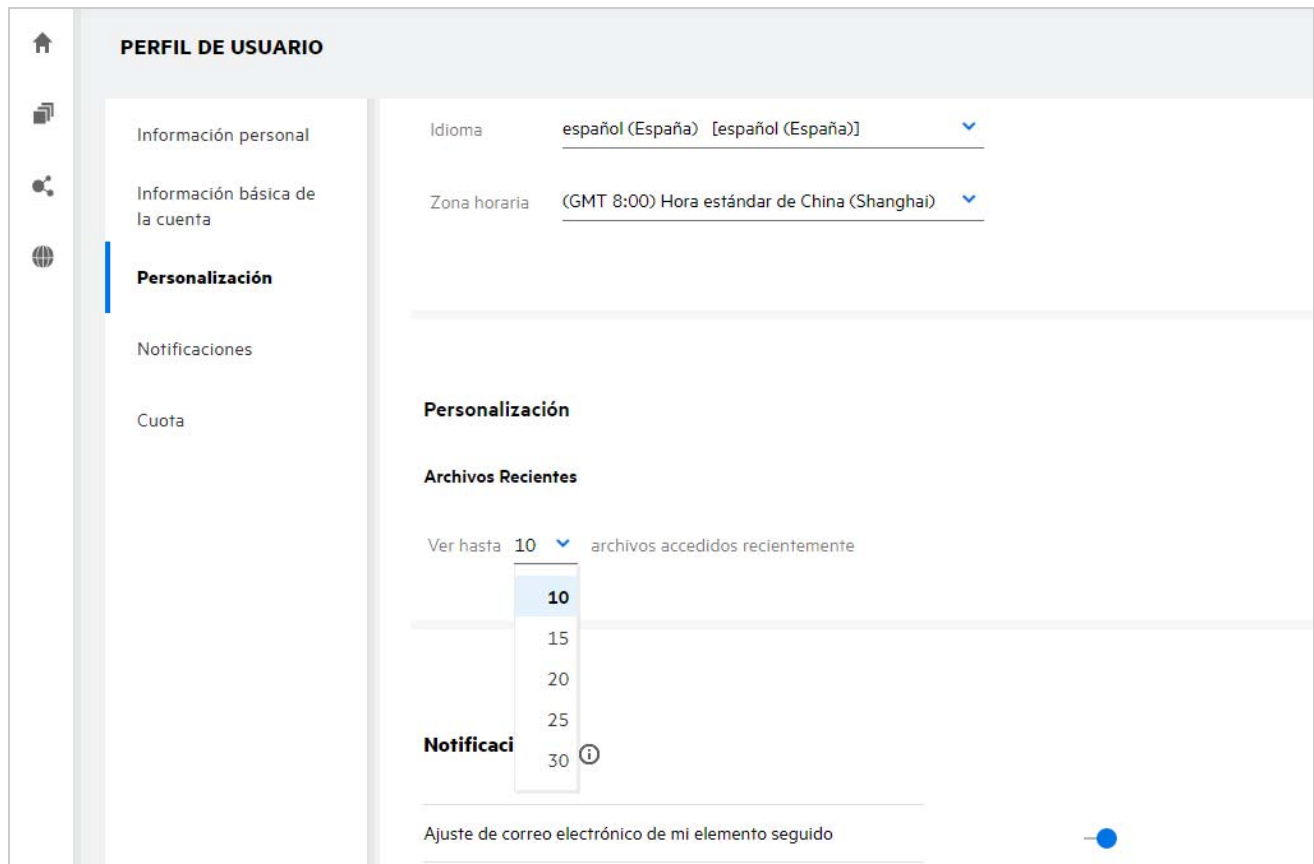 PERFIL DE USUARIO
Información personal
Información básica de
la cuenta
Personalización
Notificaciones
Cuota
Idioma español (España) [español (España)]
Zona horaria (GMT 8:00) Hora estándar de China (Shanghai)
Personalización
Archivos Recientes
Ver hasta 10 archivos accedidos recientemente
10
15
20
25
30
Notificaci
Ajuste de correo electrónico de mi elemento seguido